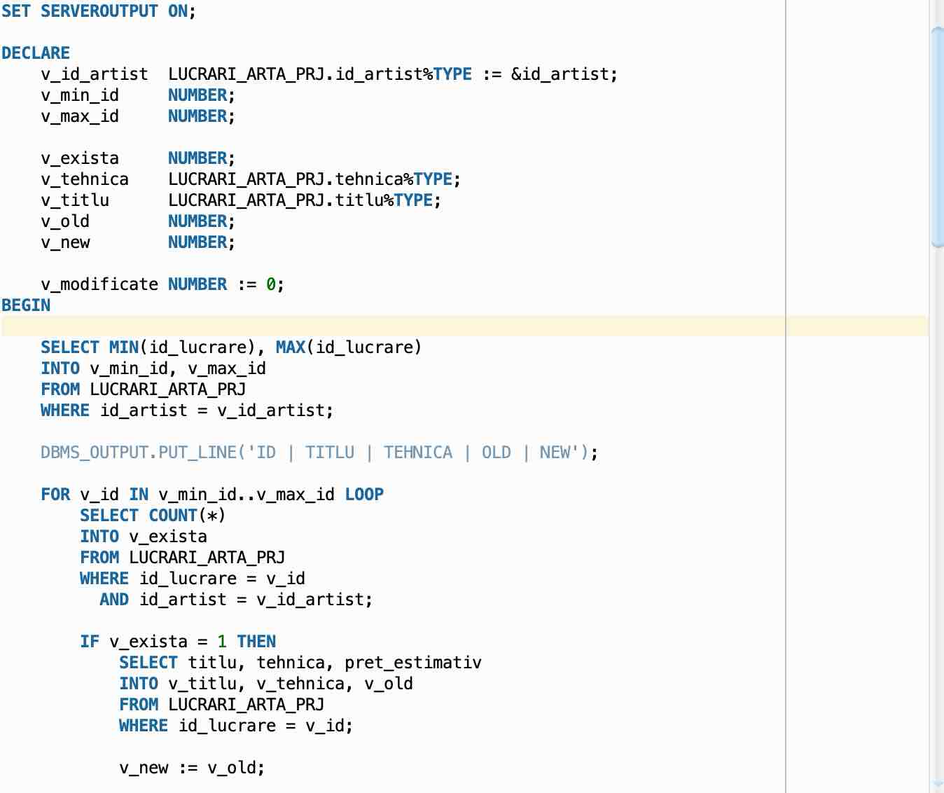 SET SERVEROUTPUT ON;
DECLARE
v_id_artist LUCRARI_ARTA_PRJ.id_artist%TYPE := &id_artist;
v_min_id NUMBER;
v_max_id NUMBER;
v_exista NUMBER;
v_tehnica LUCRARI_ARTA_PRJ.tehnica%TYPE;
v_titlu LUCRARI_ARTA_PRJ.titlu%TYPE;
v_old NUMBER;
v_new NUMBER;
v_modificate NUMBER := 0;
BEGIN
SELECT MIN(id_lucrare), MAX(id_lucrare)
INTO v_min_id, v_max_id
FROM LUCRARI_ARTA_PRJ
WHERE id_artist = v_id_artist;
DBMS_OUTPUT.PUT_LINE('ID | TITLU | TEHNICA | OLD | NEW');
FOR v_id IN v_min_id..v_max_id LOOP
SELECT COUNT(*)
INTO v_exista
FROM LUCRARI_ARTA_PRJ
WHERE id_lucrare = v_id
AND id_artist = v_id_artist;
IF v_exista = 1 THEN
SELECT titlu, tehnica, pret_estimativ
INTO v_titlu, v_tehnica, v_old
FROM LUCRARI_ARTA_PRJ
WHERE id_lucrare = v_id;
v_new := v_old;